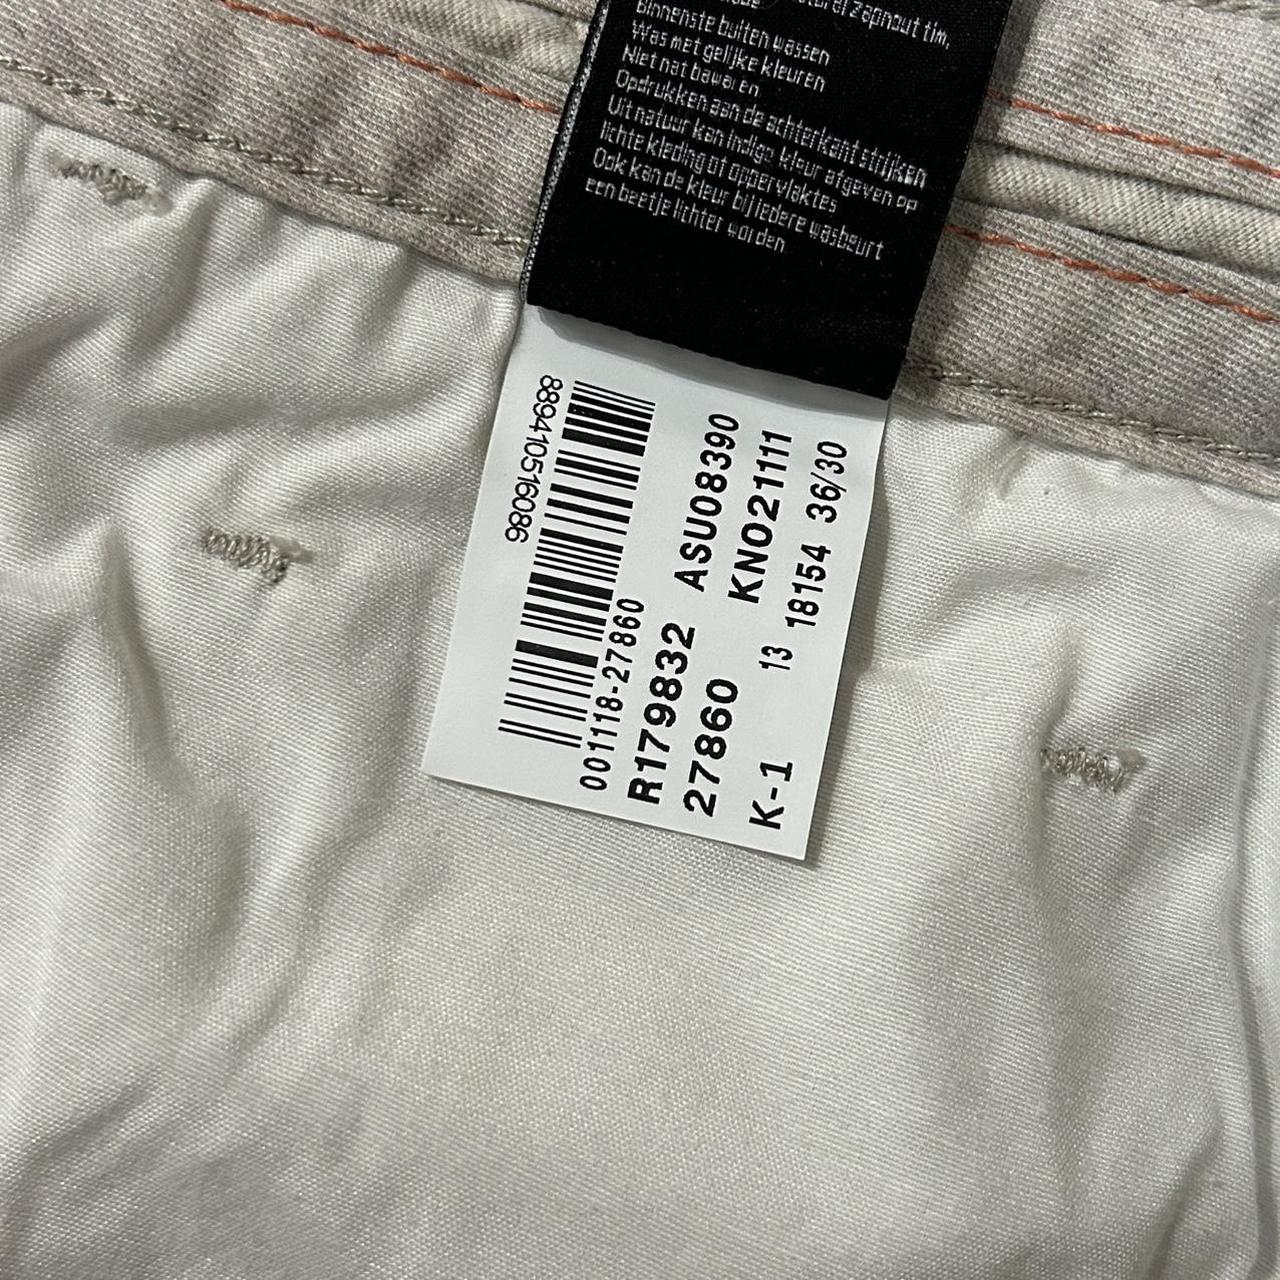 zapnout tim,
Binnenste buiten wassen
Was met gelijke kleuren
Niet nat bewaren
Opdrukken aan de achterkant strijken
Uit natuur kan indigo kleur afgeven op
lichte kleding of oppervlaktes
Ook kan de kleur bij iedere wasbeurt
een beetje lichter worden
889410516086
001118-27860
R179832 ASU08390
27860 KNO21111
K-1 13 18154 36/30